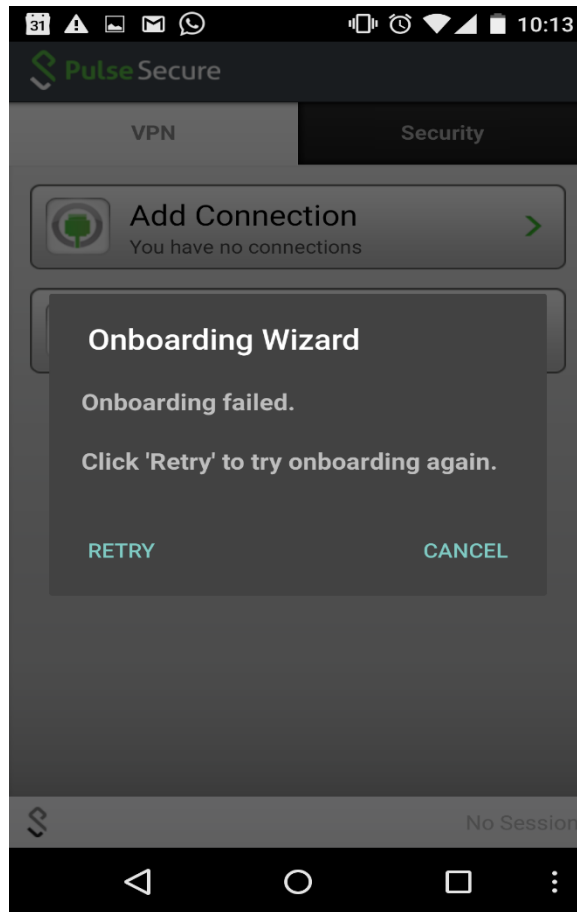 31 10:13
Pulse Secure
VPN Security
Add Connection
You have no connections
Onboarding Wizard
Onboarding failed.
Click 'Retry' to try onboarding again.
RETRY CANCEL
No Session